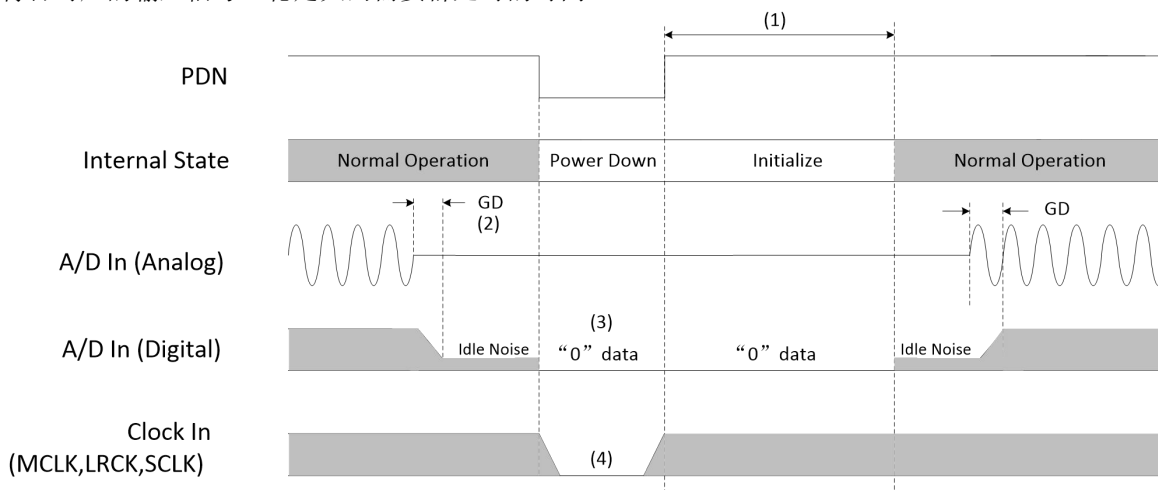 (1)
PDN
Internal State
Normal Operation
Power Down
Initialize
Normal Operation
GD
(2)
GD
A/D In (Analog)
A/D In (Digital)
Idle Noise
(3)
“0” data
“0” data
Idle Noise
Clock In
(MCLK,LRCK,SCLK)
(4)